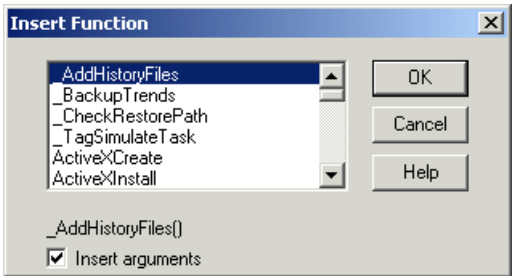 Insert Function
_AddHistoryFiles
_BackupTrends
_CheckRestorePath
_TagSimulateTask
ActiveXCreate
ActiveXInstall
OK
Cancel
Help
_AddHistoryFiles()
Insert arguments